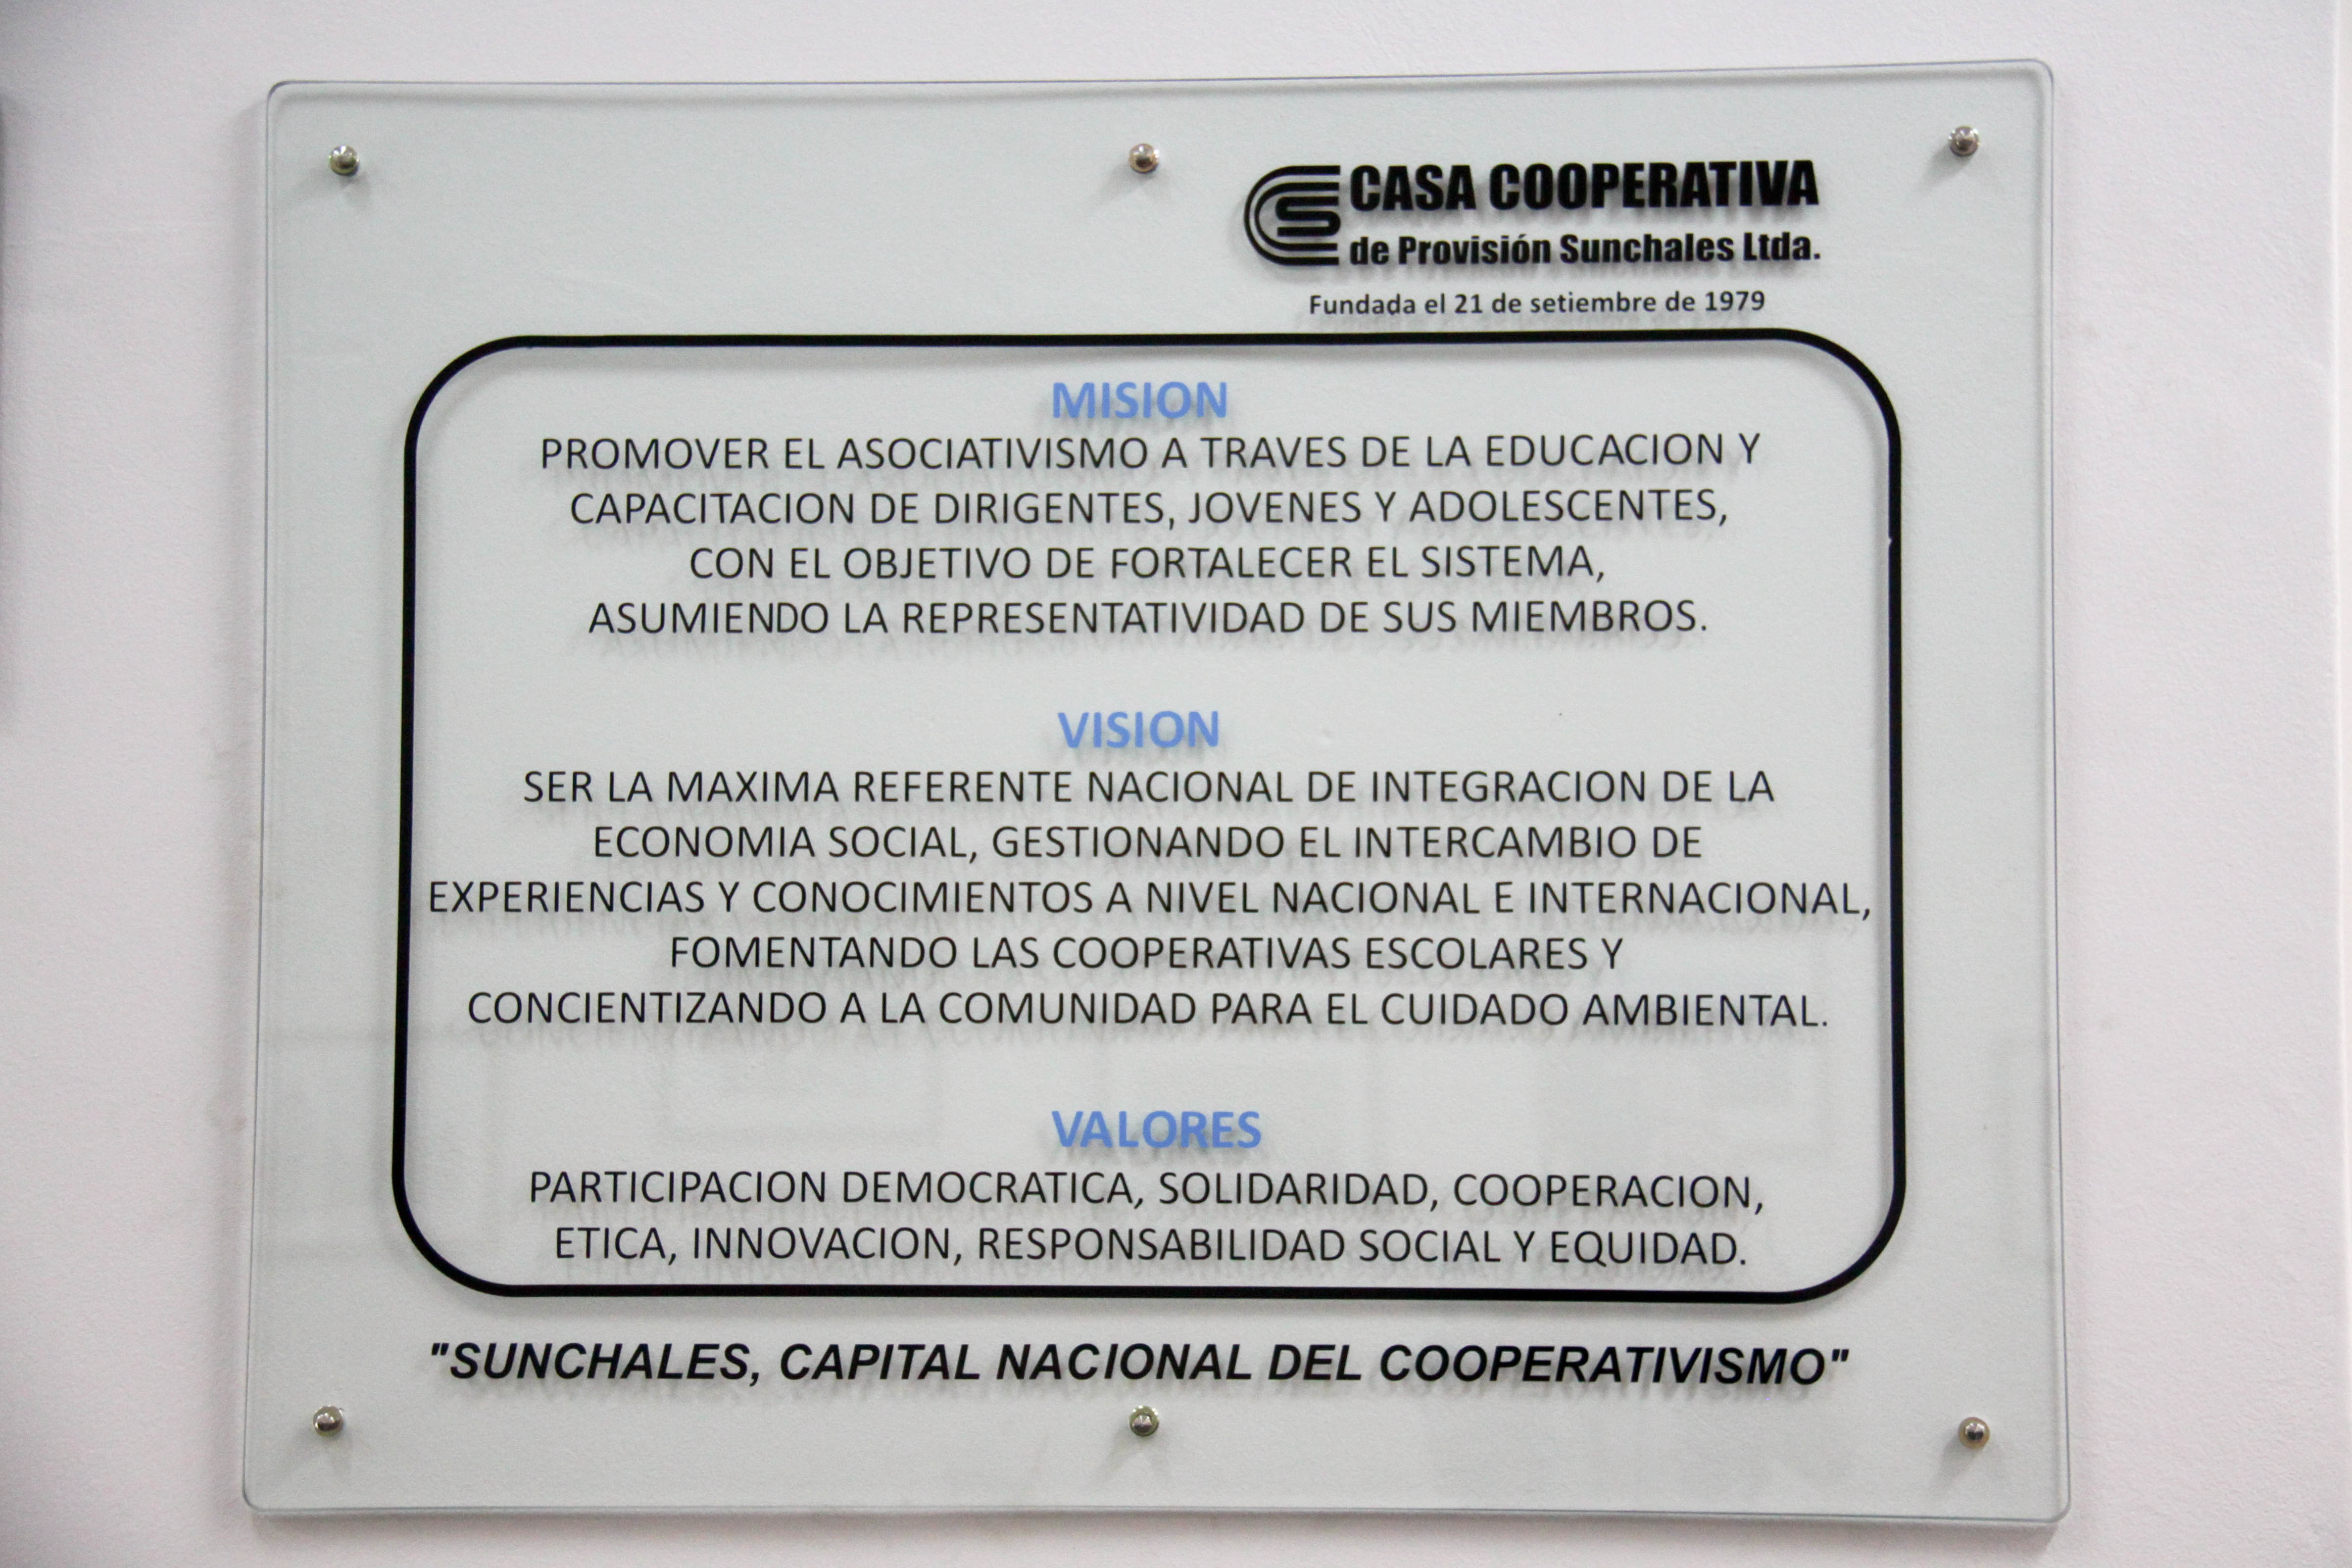 CASA COOPERATIVA
de Provisión Sunchales Ltda.
Fundada el 21 de setiembre de 1979
MISION
PROMOVER EL ASOCIATIVISMO A TRAVES DE LA EDUCACION Y
CAPACITACION DE DIRIGENTES, JOVENES Y ADOLESCENTES,
CON EL OBJETIVO DE FORTALECER EL SISTEMA,
ASUMIENDO LA REPRESENTATIVIDAD DE SUS MIEMBROS.
VISION
SER LA MAXIMA REFERENTE NACIONAL DE INTEGRACION DE LA
ECONOMIA SOCIAL, GESTIONANDO EL INTERCAMBIO DE
EXPERIENCIAS Y CONOCIMIENTOS A NIVEL NACIONAL E INTERNACIONAL,
FOMENTANDO LAS COOPERATIVAS ESCOLARES Y
CONCIENTIZANDO A LA COMUNIDAD PARA EL CUIDADO AMBIENTAL.
VALORES
PARTICIPACION DEMOCRATICA, SOLIDARIDAD, COOPERACION,
ETICA, INNOVACION, RESPONSABILIDAD SOCIAL Y EQUIDAD.
"SUNCHALES, CAPITAL NACIONAL DEL COOPERATIVISMO"